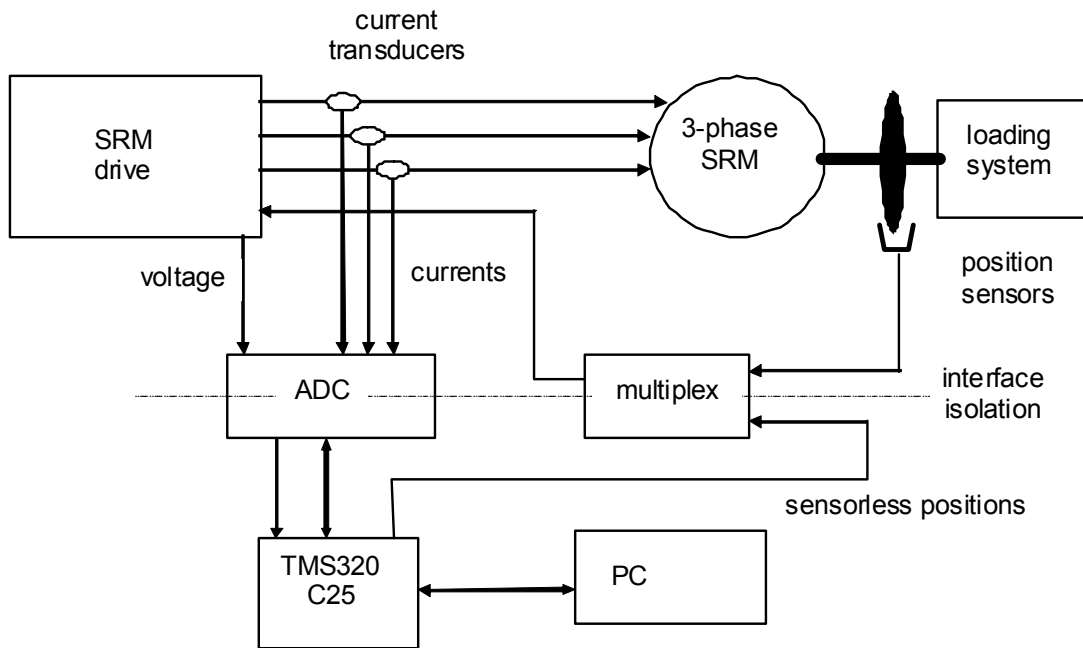 current
transducers
SRM
drive
3-phase
SRM
loading
system
voltage
currents
position
sensors
ADC
multiplex
interface
isolation
sensorless positions
TMS320
C25
PC